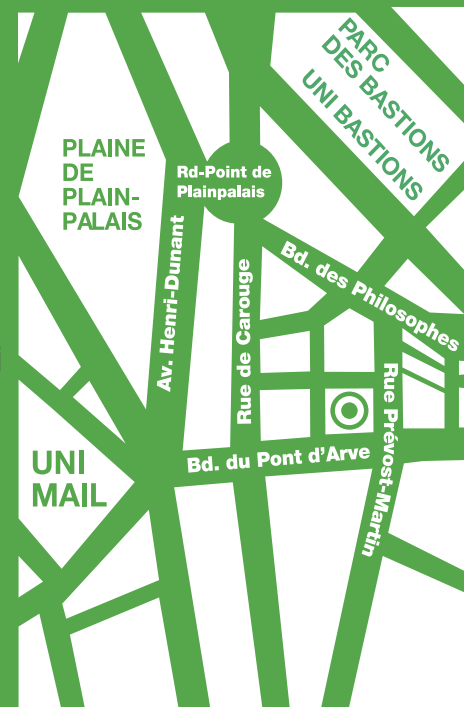 PARC
DES BASTIONS
UNI BASTIONS
PLAINE
DE
PLAIN-
PALAIS
Rd-Point de
Plainpalais
Av. Henri-Dunant
Rue de Carouge
Bd. des Philosophes
Rue Prévost-Martin
Bd. du Pont d'Arve
UNI
MAIL